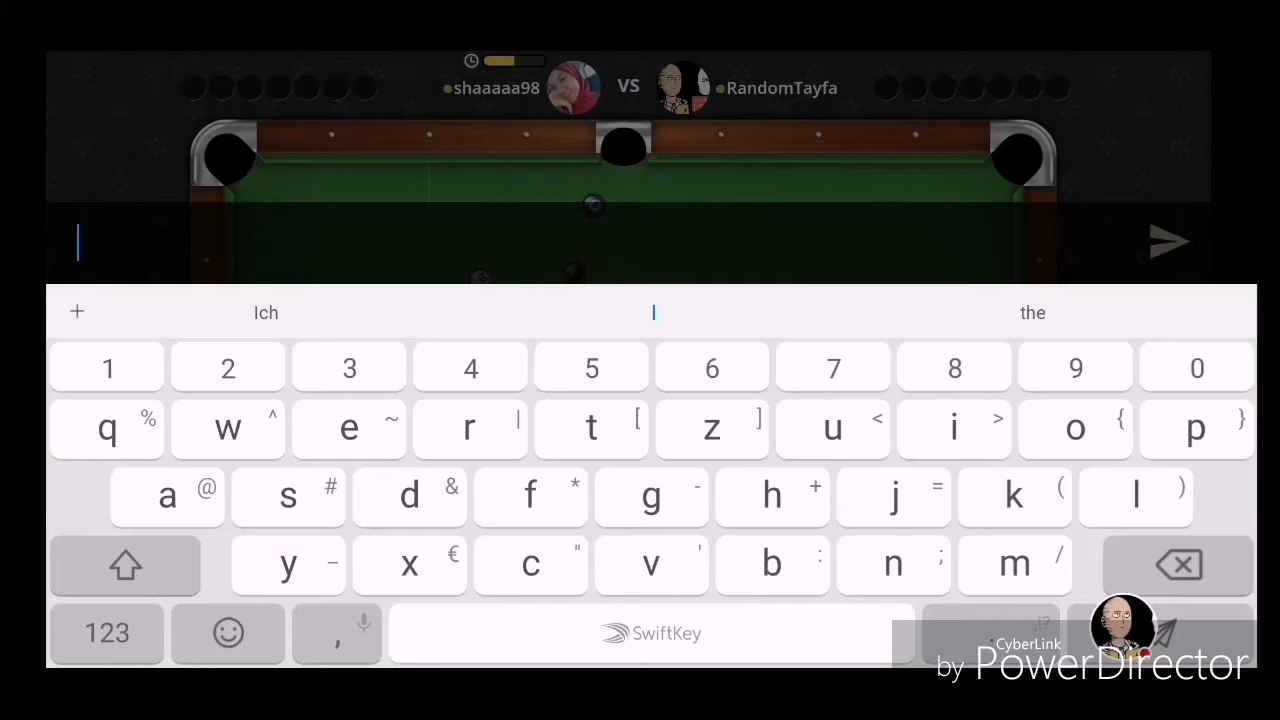 shaaaaa98 VS RandomTayfa
Ich I the
1 2 3 4 5 6 7 8 9 0
q % w ^ e ~ r | t [ z ] u < i > o { p }
a @ s # d & f * g - h + j = k ( l )
y _ x € c " v ' b : n ; m /
123 , SwiftKey . !?
CyberLink
by PowerDirector